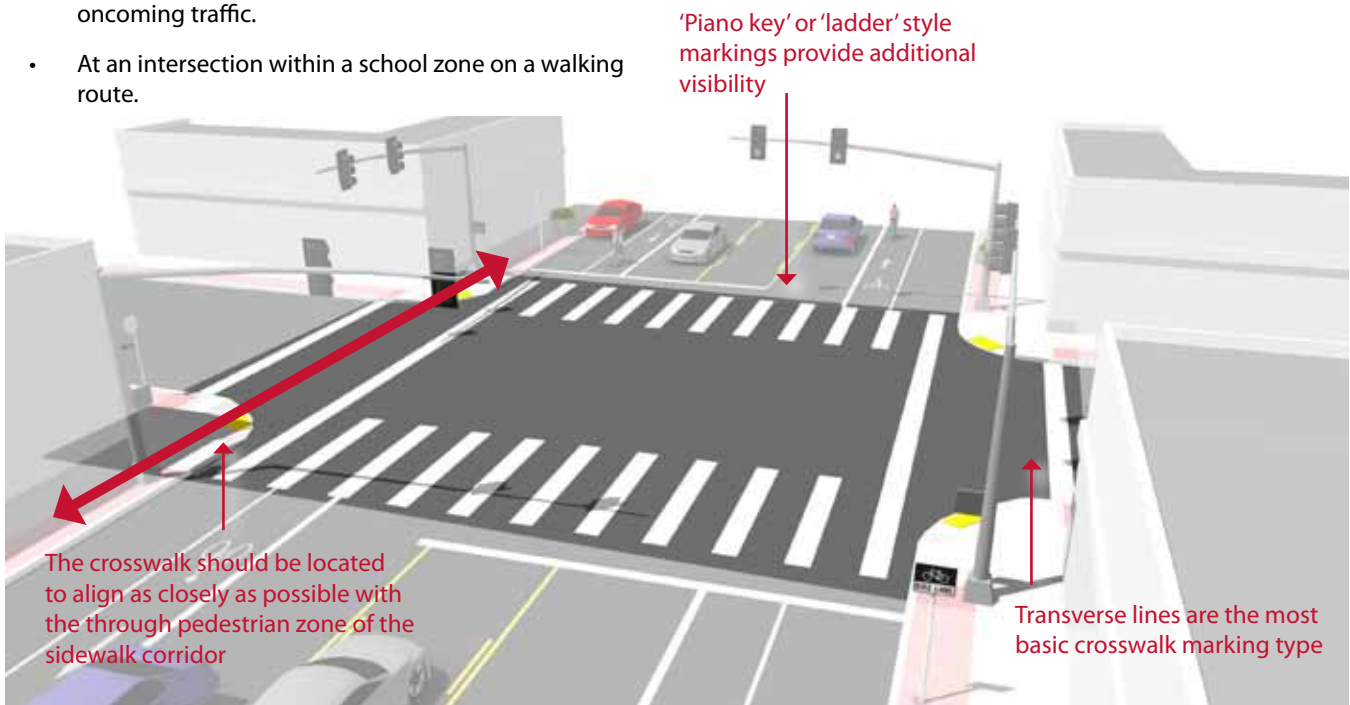 oncoming traffic.
• At an intersection within a school zone on a walking
route.
‘Piano key’ or ‘ladder’ style
markings provide additional
visibility
The crosswalk should be located
to align as closely as possible with
the through pedestrian zone of the
sidewalk corridor
Transverse lines are the most
basic crosswalk marking type